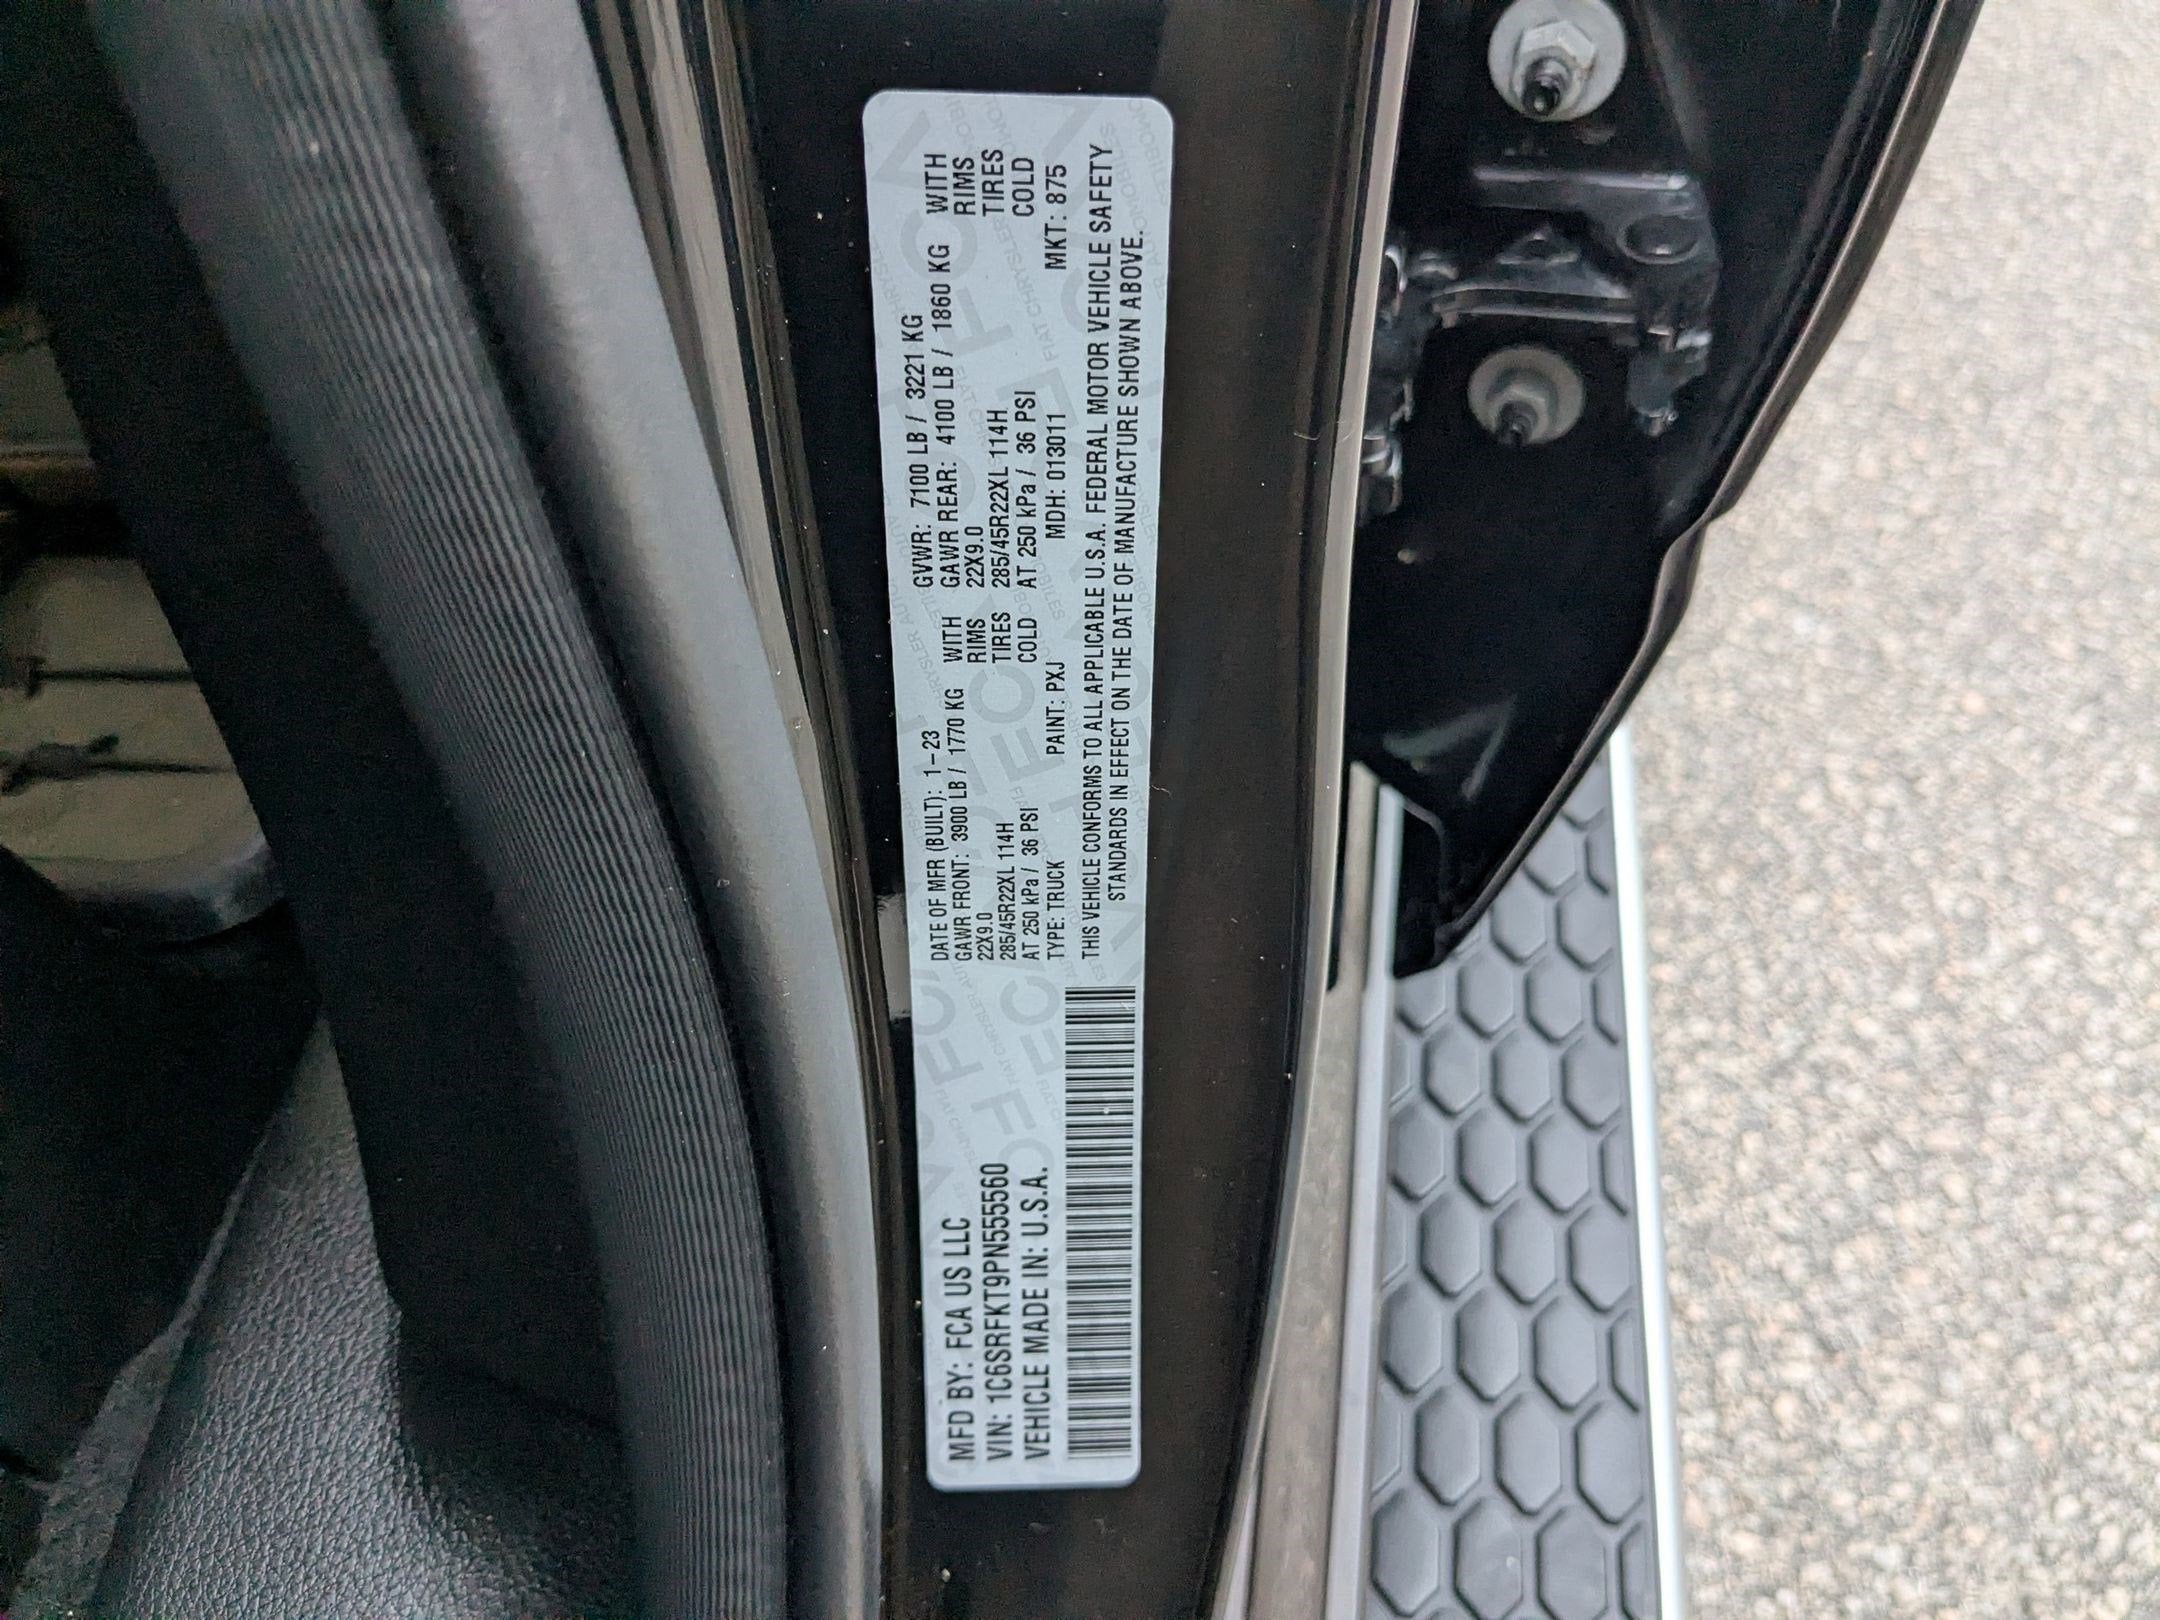 MFD BY: FCA US LLC
VIN: 1C6SRFKT9PN555560
VEHICLE MADE IN: U.S.A.
DATE OF MFR (BUILT): 1-23 GVWR: 7100 LB / 3221 KG
GAWR FRONT: 3900 LB / 1770 KG WITH GAWR REAR: 4100 LB / 1860 KG WITH
22X9.0 RIMS 22X9.0 RIMS
285/45R22XL 114H TIRES 285/45R22XL 114H TIRES
AT 250 kPa / 36 PSI COLD AT 250 kPa / 36 PSI COLD
TYPE: TRUCK PAINT: PXJ MDH: 013011 MKT: 875
THIS VEHICLE CONFORMS TO ALL APPLICABLE U.S.A. FEDERAL MOTOR VEHICLE SAFETY
STANDARDS IN EFFECT ON THE DATE OF MANUFACTURE SHOWN ABOVE.